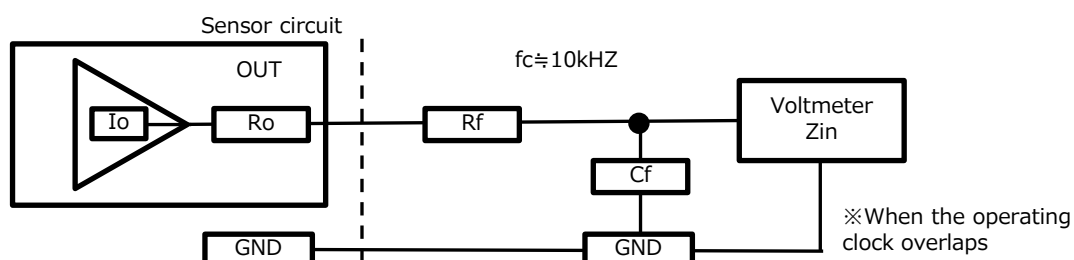 Sensor circuit
OUT
fc≒10kHZ
Io
Ro
Rf
Voltmeter
Zin
Cf
※When the operating
clock overlaps
GND
GND